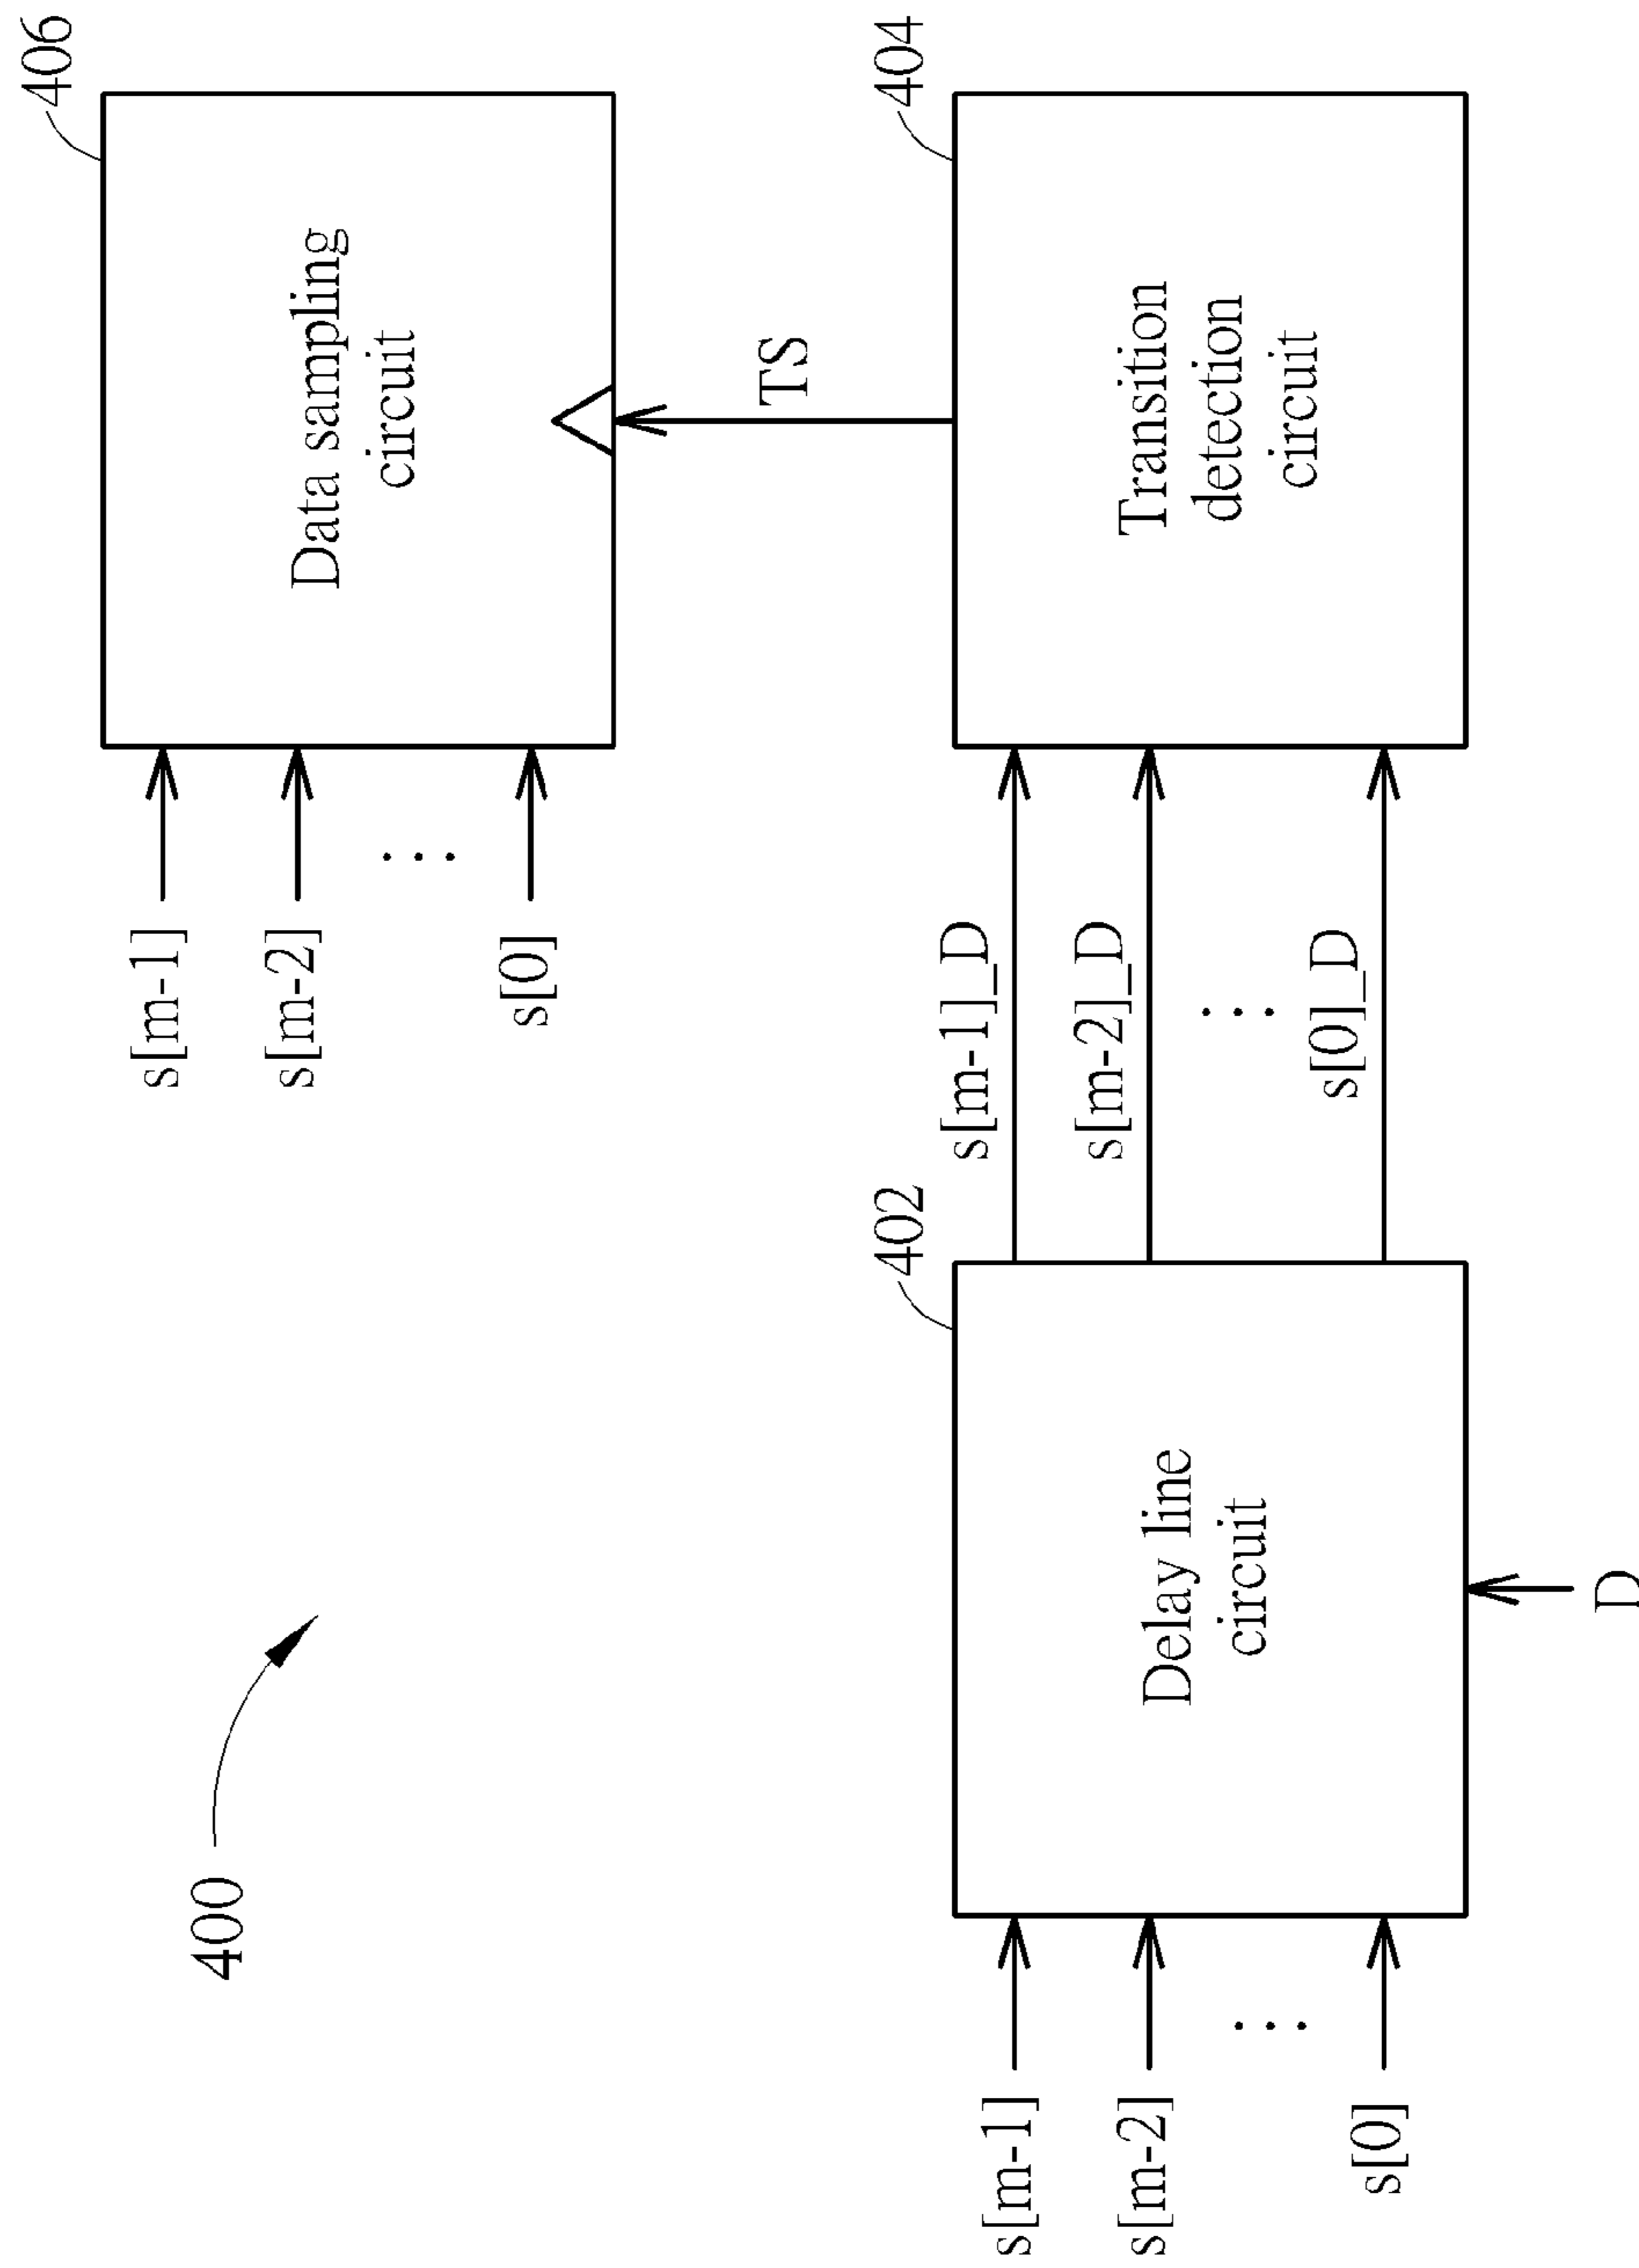 400
406
s[m-1]
s[m-2]
...
s[0]
Data sampling
circuit
TS
402
404
s[m-1]
s[m-2]
...
s[0]
Delay line
circuit
D
s[m-1]_D
s[m-2]_D
...
s[0]_D
Transition
detection
circuit